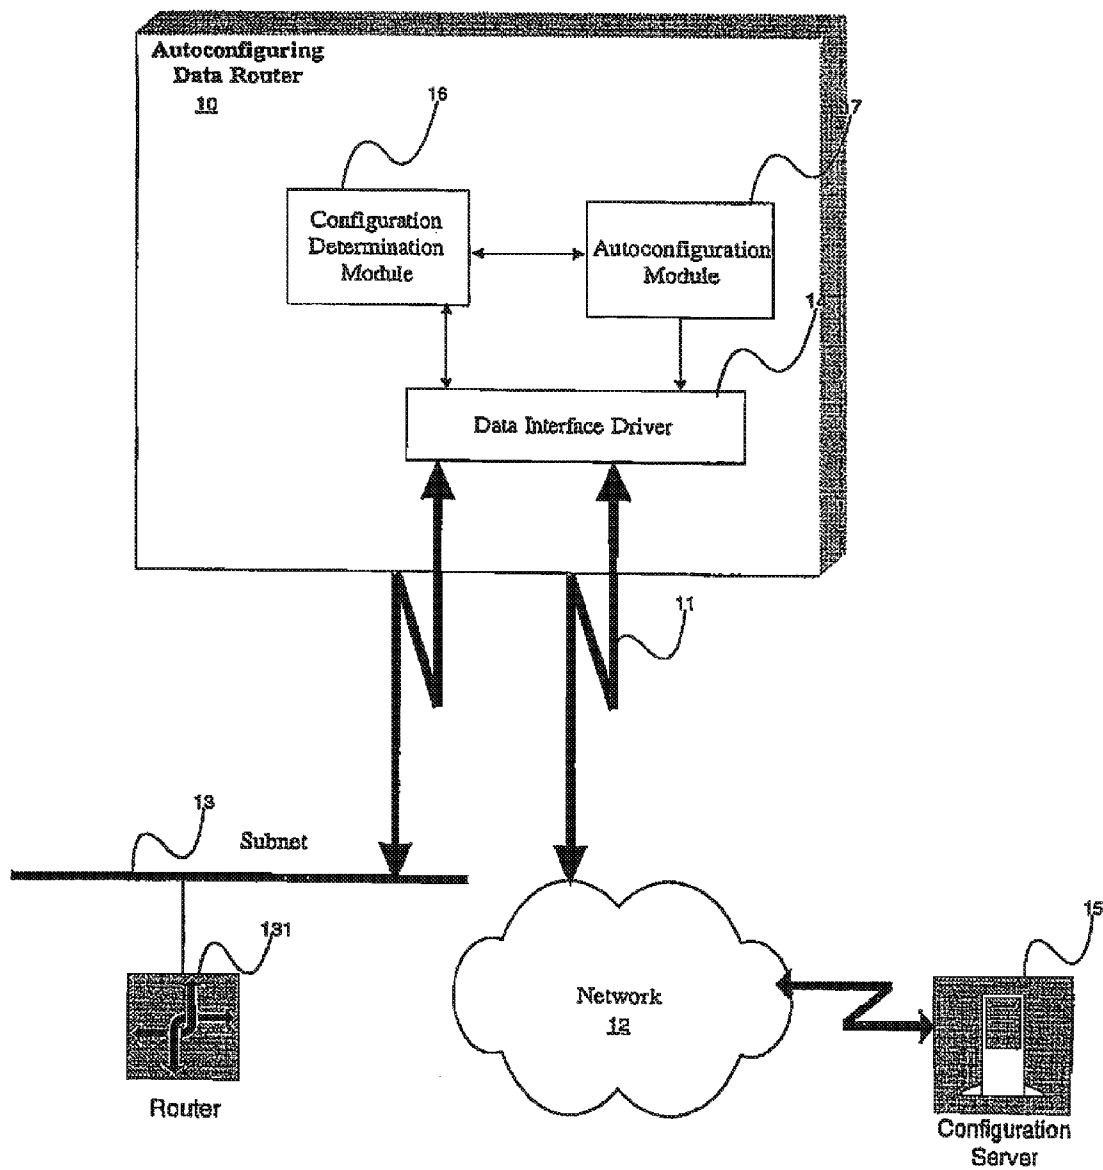 Autoconfiguring
Data Router
10
16
7
Configuration
Determination
Module
Autoconfiguration
Module
14
Data Interface Driver
11
13
Subnet
131
15
Network
12
Router
Configuration
Server